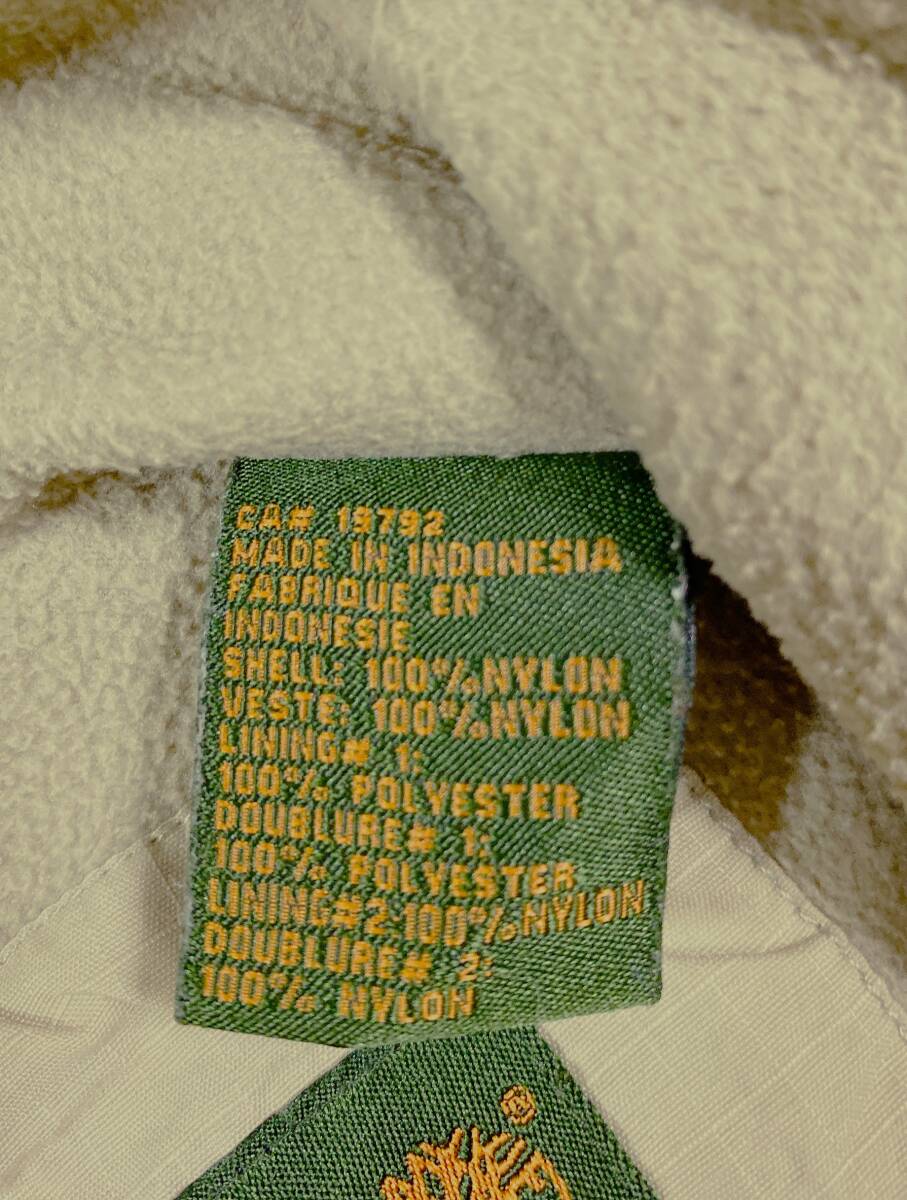 CA# 19792
MADE IN INDONESIA
FABRIQUE EN
INDONESIE
SHELL: 100% NYLON
VESTE: 100% NYLON
LINING# 1:
100% POLYESTER
DOUBLURE# 1:
100% POLYESTER
LINING#2:100% NYLON
DOUBLURE# 2:
100% NYLON
®